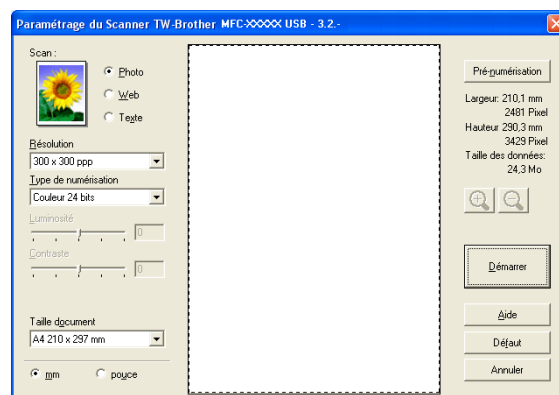 Paramétrage du Scanner TW-Brother MFC-XXXXX USB - 3.2.-
Scan :
Photo
Web
Texte
Résolution
300 x 300 ppp
Type de numérisation
Couleur 24 bits
Luminosité
0
Contraste
0
Taille document
A4 210 x 297 mm
mm
pouce
Pré-numérisation
Largeur: 210,1 mm
2481 Pixel
Hauteur 290,3 mm
3429 Pixel
Taille des données:
24,3 Mo
Démarrer
Aide
Défaut
Annuler